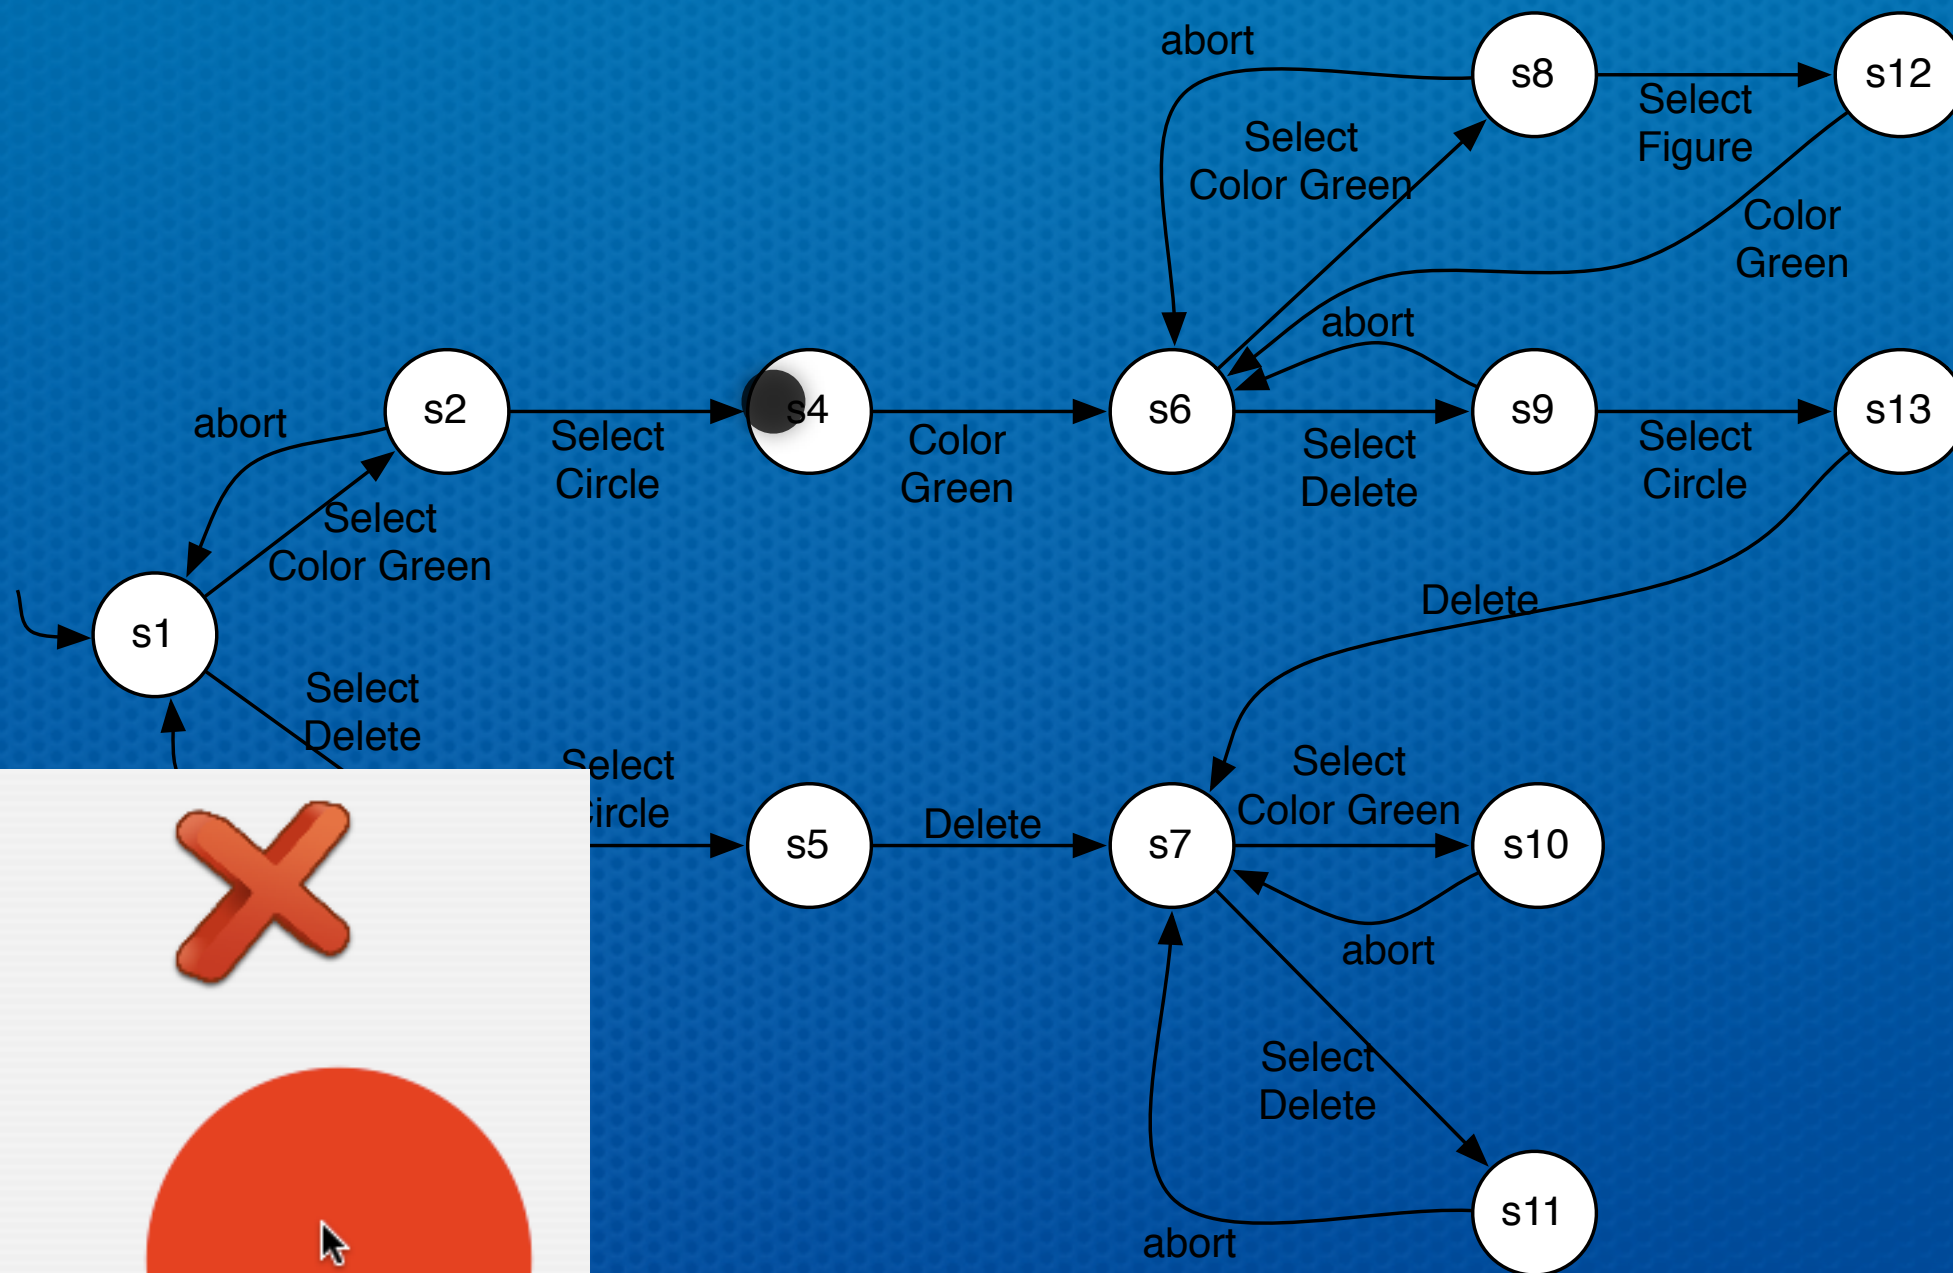 abort
s8
s12
Select
Figure
Select
Color Green
Color
Green
abort
s2
s4
s6
s9
s13
abort
Select
Circle
Color
Green
Select
Delete
Select
Circle
Select
Color Green
s1
Delete
Select
Delete
Select
Circle
s5
Delete
s7
Select
Color Green
s10
abort
Select
Delete
s11
abort